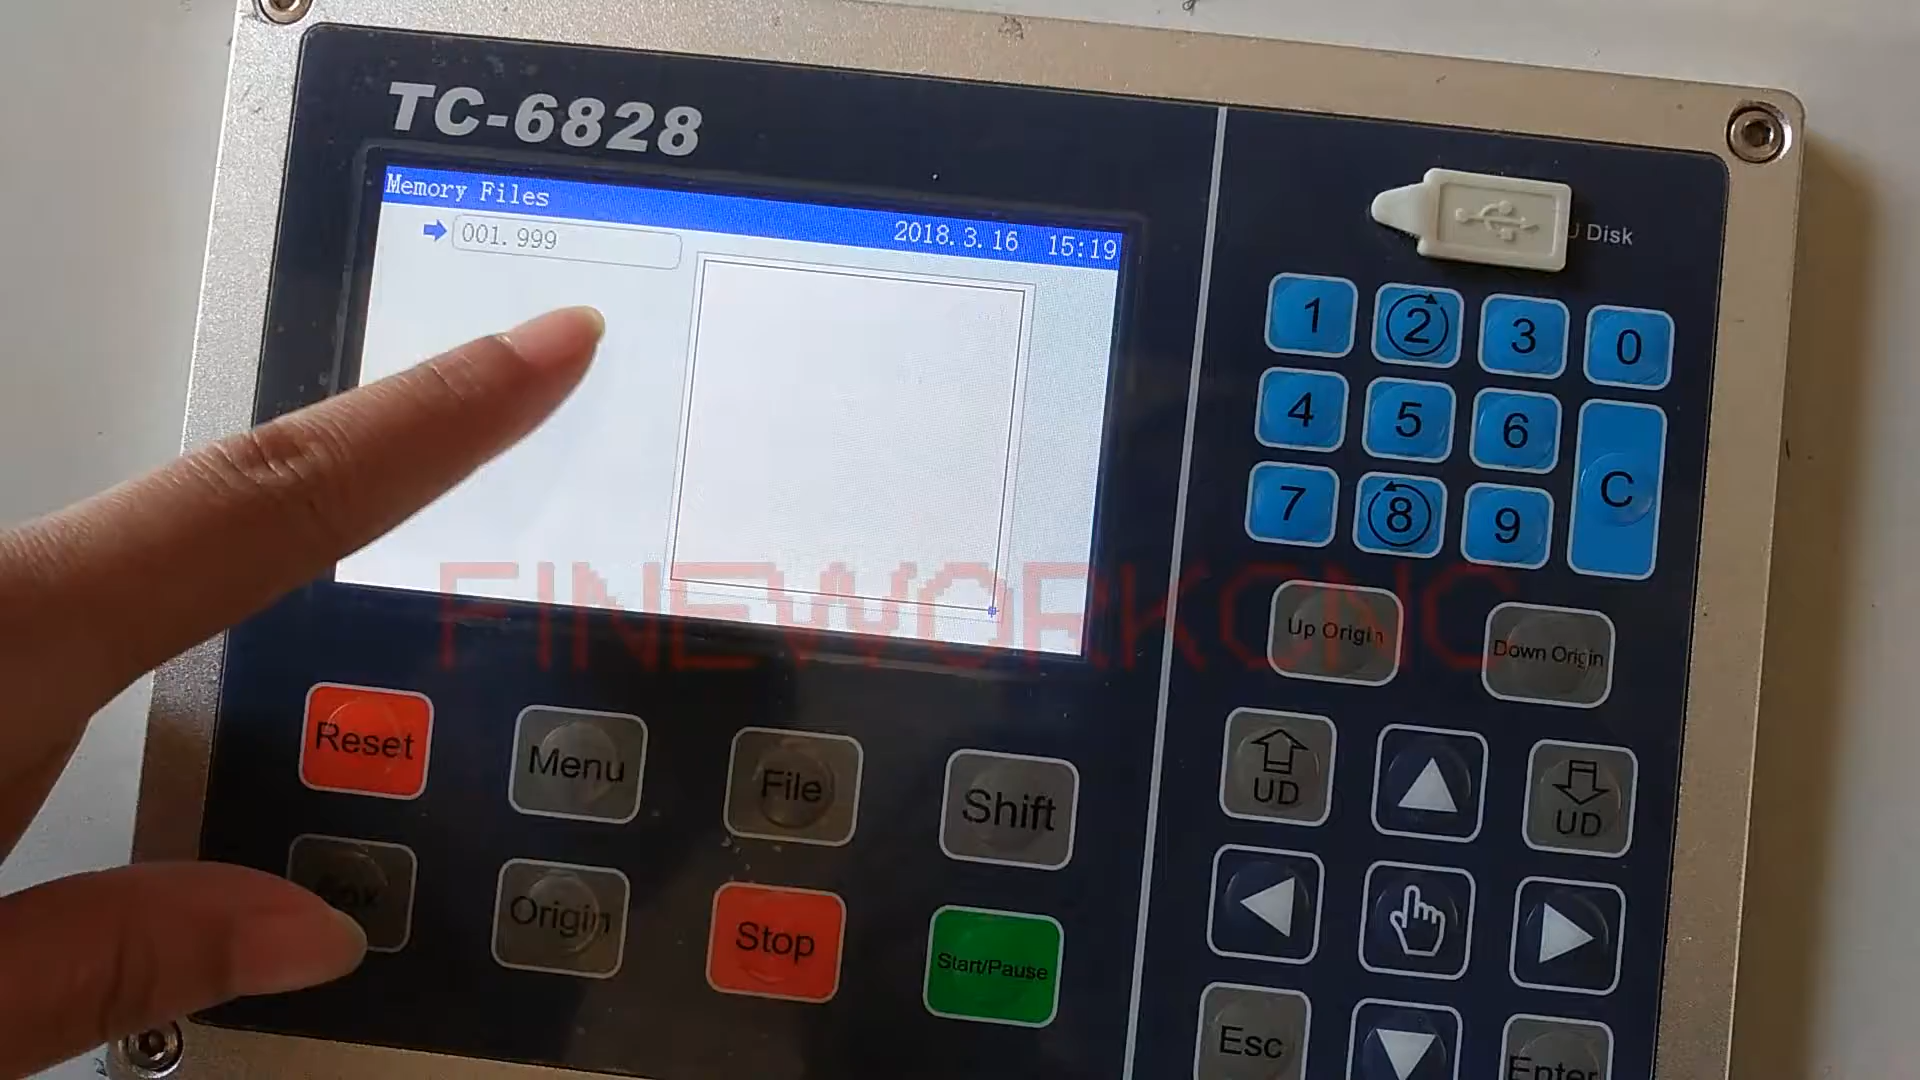 TC-6828
Memory Files
2018. 3. 16 15:19
001. 999
Disk
1 2 3 0
4 5 6
C
7 8 9
FINEWORKCNC
Up Origin
Down Origin
Reset
Menu
File
Shift
UD
UD
Origin
Stop
Start/Pause
Esc
Enter